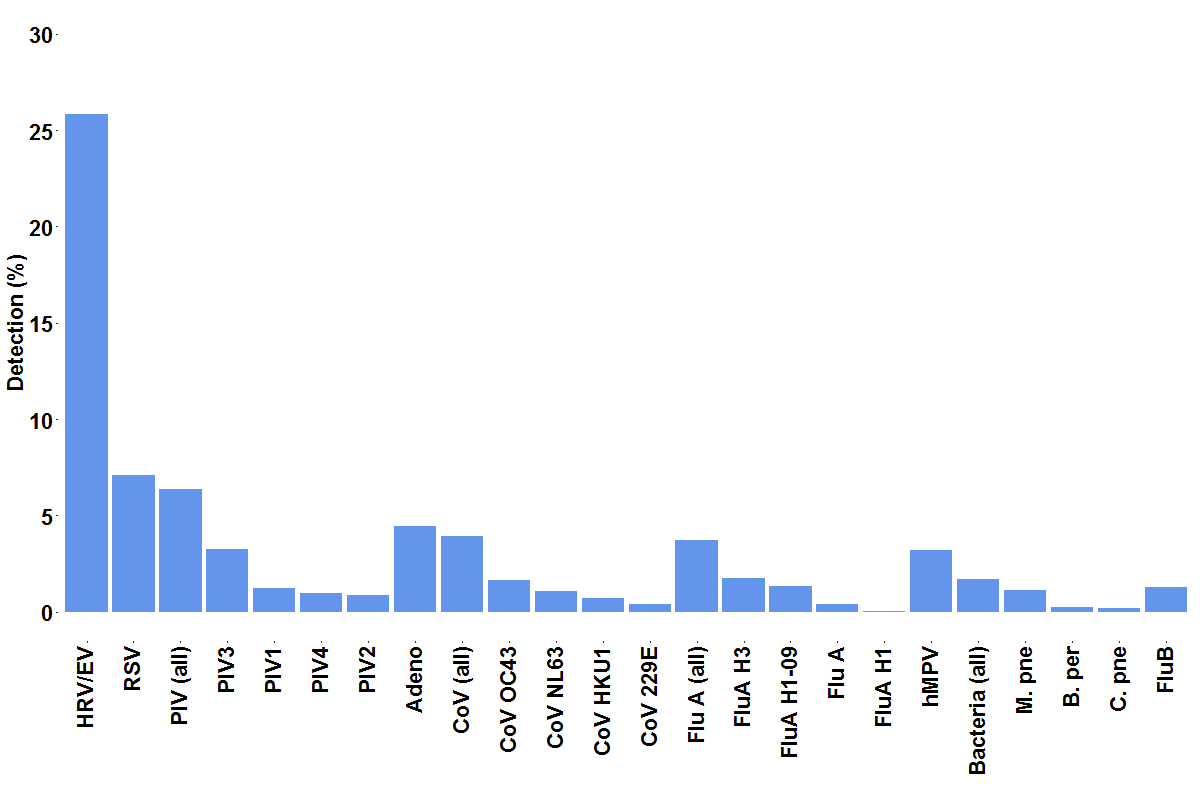 30
25
20
15
10
5
0
Detection (%)
HRV/EV
RSV
PIV (all)
PIV3
PIV1
PIV4
PIV2
Adeno
CoV (all)
CoV OC43
CoV NL63
CoV HKU1
CoV 229E
Flu A (all)
FluA H3
FluA H1-09
Flu A
FluA H1
hMPV
Bacteria (all)
M. pne
B. per
C. pne
FluB